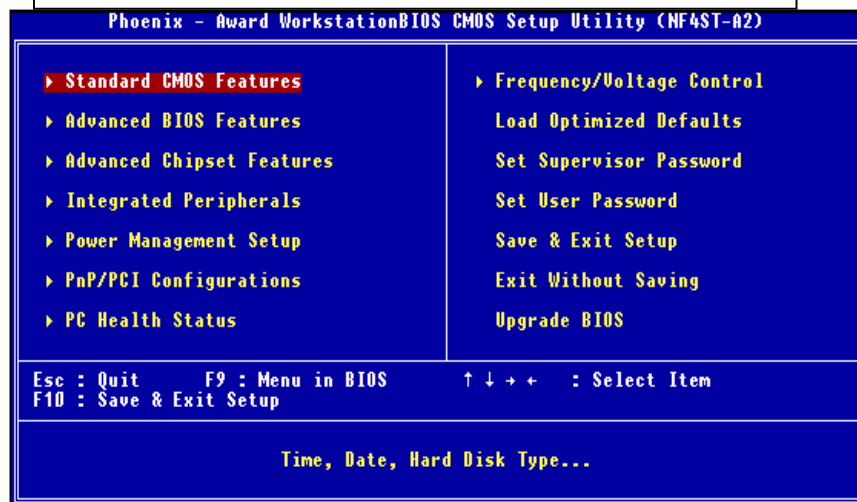 Phoenix - Award WorkstationBIOS CMOS Setup Utility (NF4ST-A2)
Standard CMOS Features
Advanced BIOS Features
Advanced Chipset Features
Integrated Peripherals
Power Management Setup
PnP/PCI Configurations
PC Health Status
Frequency/Voltage Control
Load Optimized Defaults
Set Supervisor Password
Set User Password
Save & Exit Setup
Exit Without Saving
Upgrade BIOS
Esc : Quit F9 : Menu in BIOS ↑ ↓ → ← : Select Item
F10 : Save & Exit Setup
Time, Date, Hard Disk Type...